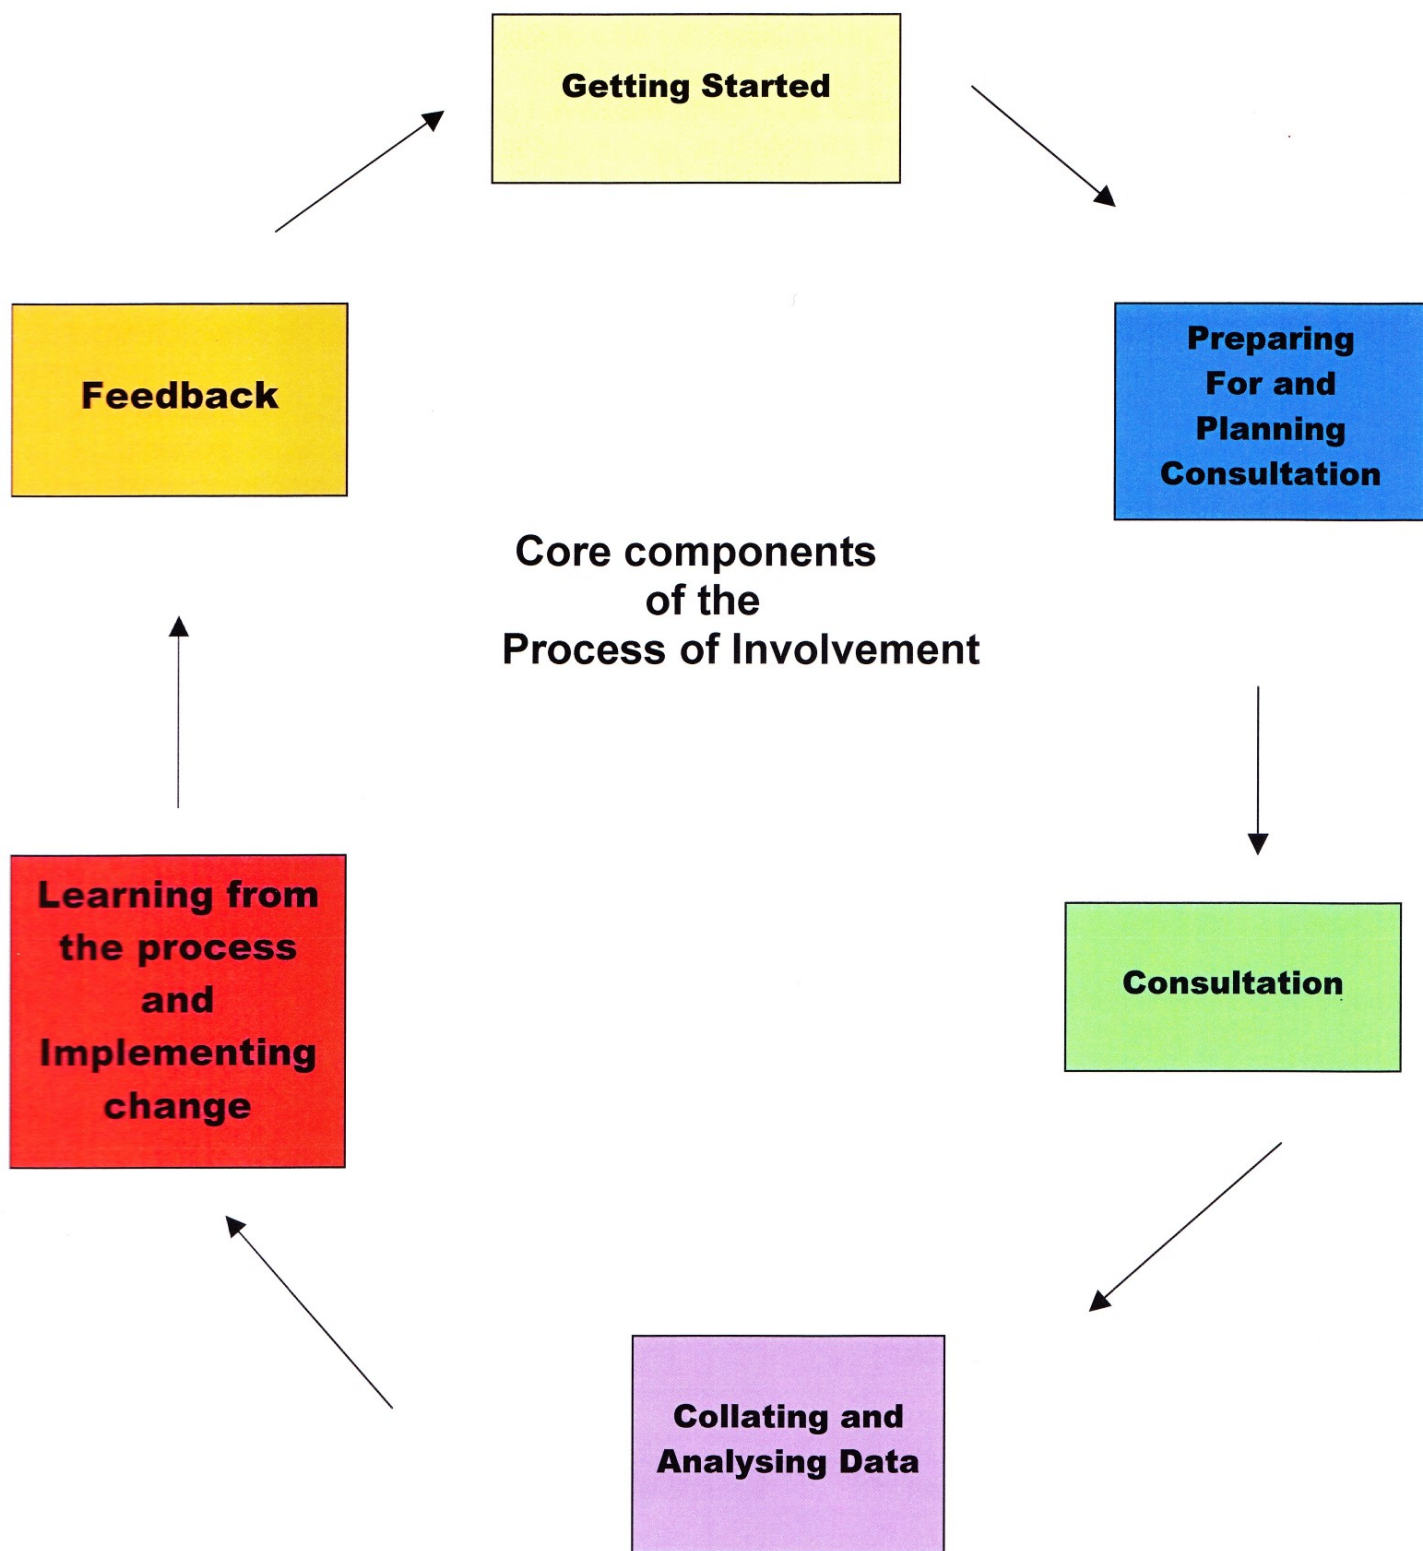 Getting Started
Preparing
For and
Planning
Consultation
Feedback
Core components
of the
Process of Involvement
Consultation
Learning from
the process
and
Implementing
change
Collating and
Analysing Data